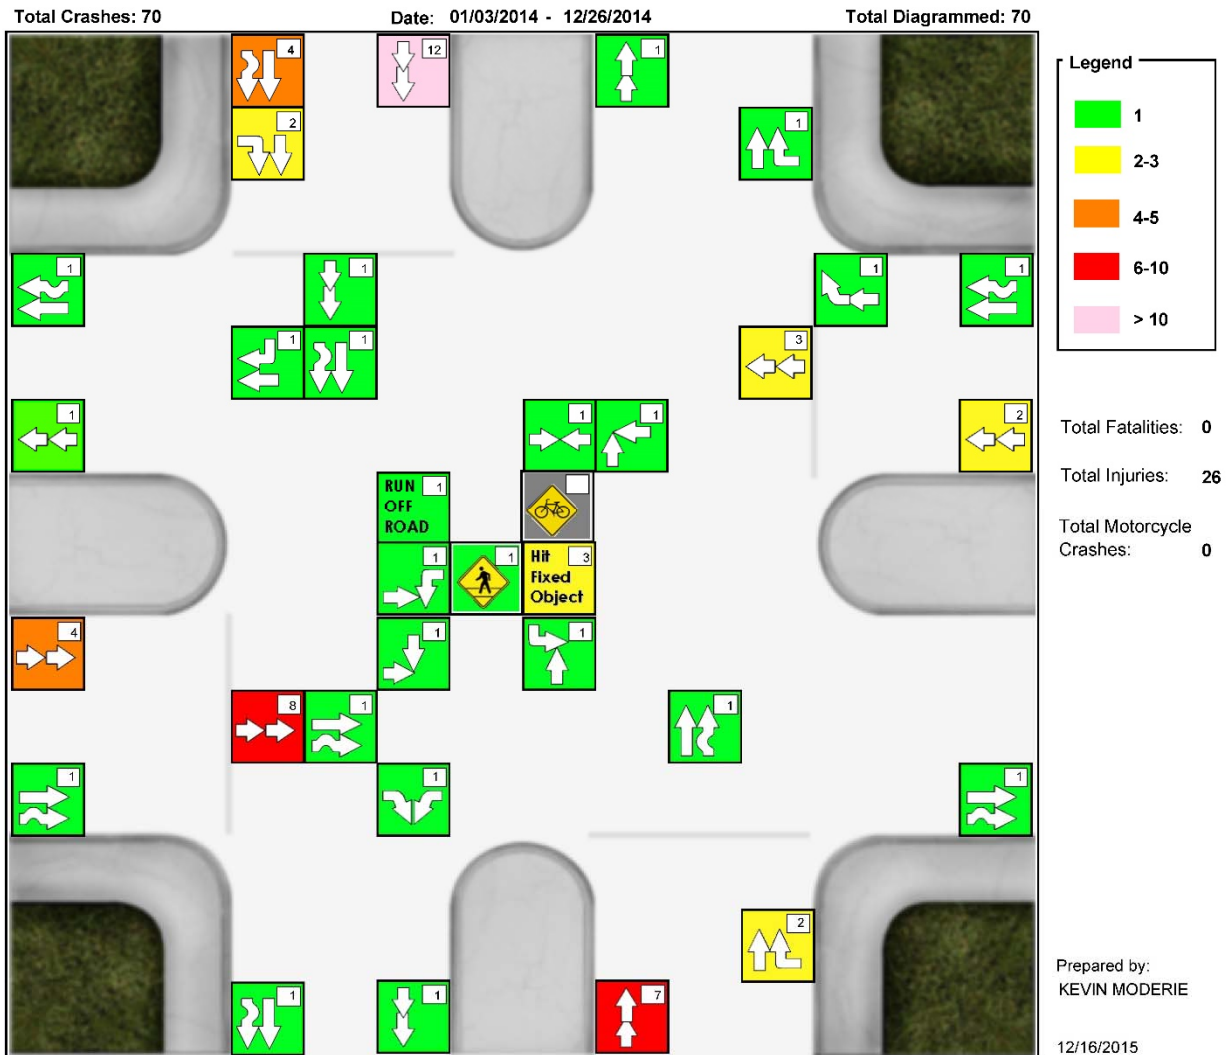 Total Crashes: 70
Date: 01/03/2014 - 12/26/2014
Total Diagrammed: 70
4
12
1
2
1
Legend
1
2-3
4-5
6-10
> 10
1
1
1
1
1
1
3
1
1
1
2
Total Fatalities: 0
Total Injuries: 26
Total Motorcycle
Crashes: 0
RUN 1
OFF
ROAD
1
1
Hit 3
Fixed
Object
4
1
1
8
1
1
1
1
1
2
1
1
7
Prepared by:
KEVIN MODERIE
12/16/2015